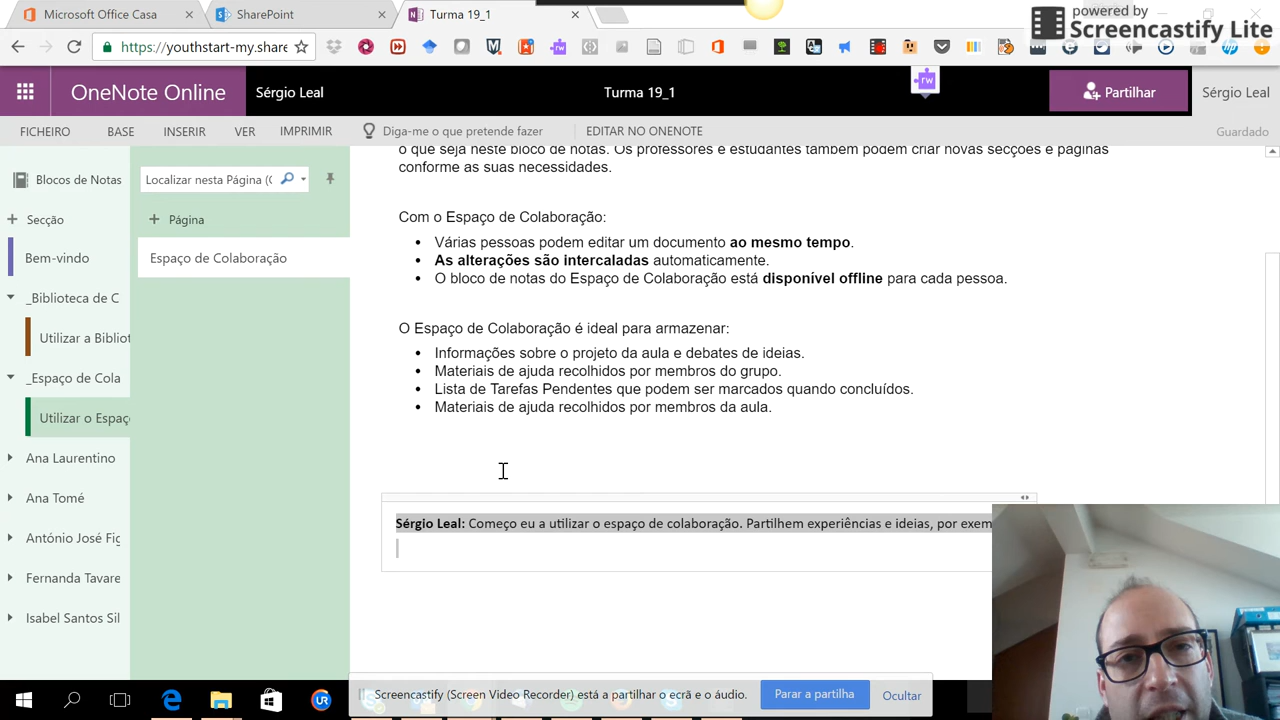 Microsoft Office Casa
SharePoint
Turma 19_1
powered by
Screencastify Lite
https://youthstart-my.share
OneNote Online
Sérgio Leal
Turma 19_1
rw
Partilhar
Sérgio Leal
FICHEIRO
BASE
INSERIR
VER
IMPRIMIR
Diga-me o que pretende fazer
EDITAR NO ONENOTE
Guardado
Blocos de Notas
Localizar nesta Página (C
Secção
Página
Bem-vindo
Espaço de Colaboração
_Biblioteca de C
Utilizar a Bibliot
_Espaço de Cola
Utilizar o Espaç
Ana Laurentino
Ana Tomé
António José Fig
Fernanda Tavare
Isabel Santos Sil
o que seja neste bloco de notas. Os professores e estudantes também podem criar novas secções e páginas
conforme as suas necessidades.
Com o Espaço de Colaboração:
• Várias pessoas podem editar um documento ao mesmo tempo.
• As alterações são intercaladas automaticamente.
• O bloco de notas do Espaço de Colaboração está disponível offline para cada pessoa.
O Espaço de Colaboração é ideal para armazenar:
• Informações sobre o projeto da aula e debates de ideias.
• Materiais de ajuda recolhidos por membros do grupo.
• Lista de Tarefas Pendentes que podem ser marcados quando concluídos.
• Materiais de ajuda recolhidos por membros da aula.
Sérgio Leal: Começo eu a utilizar o espaço de colaboração. Partilhem experiências e ideias, por exem
Screencastify (Screen Video Recorder) está a partilhar o ecrã e o áudio.
Parar a partilha
Ocultar